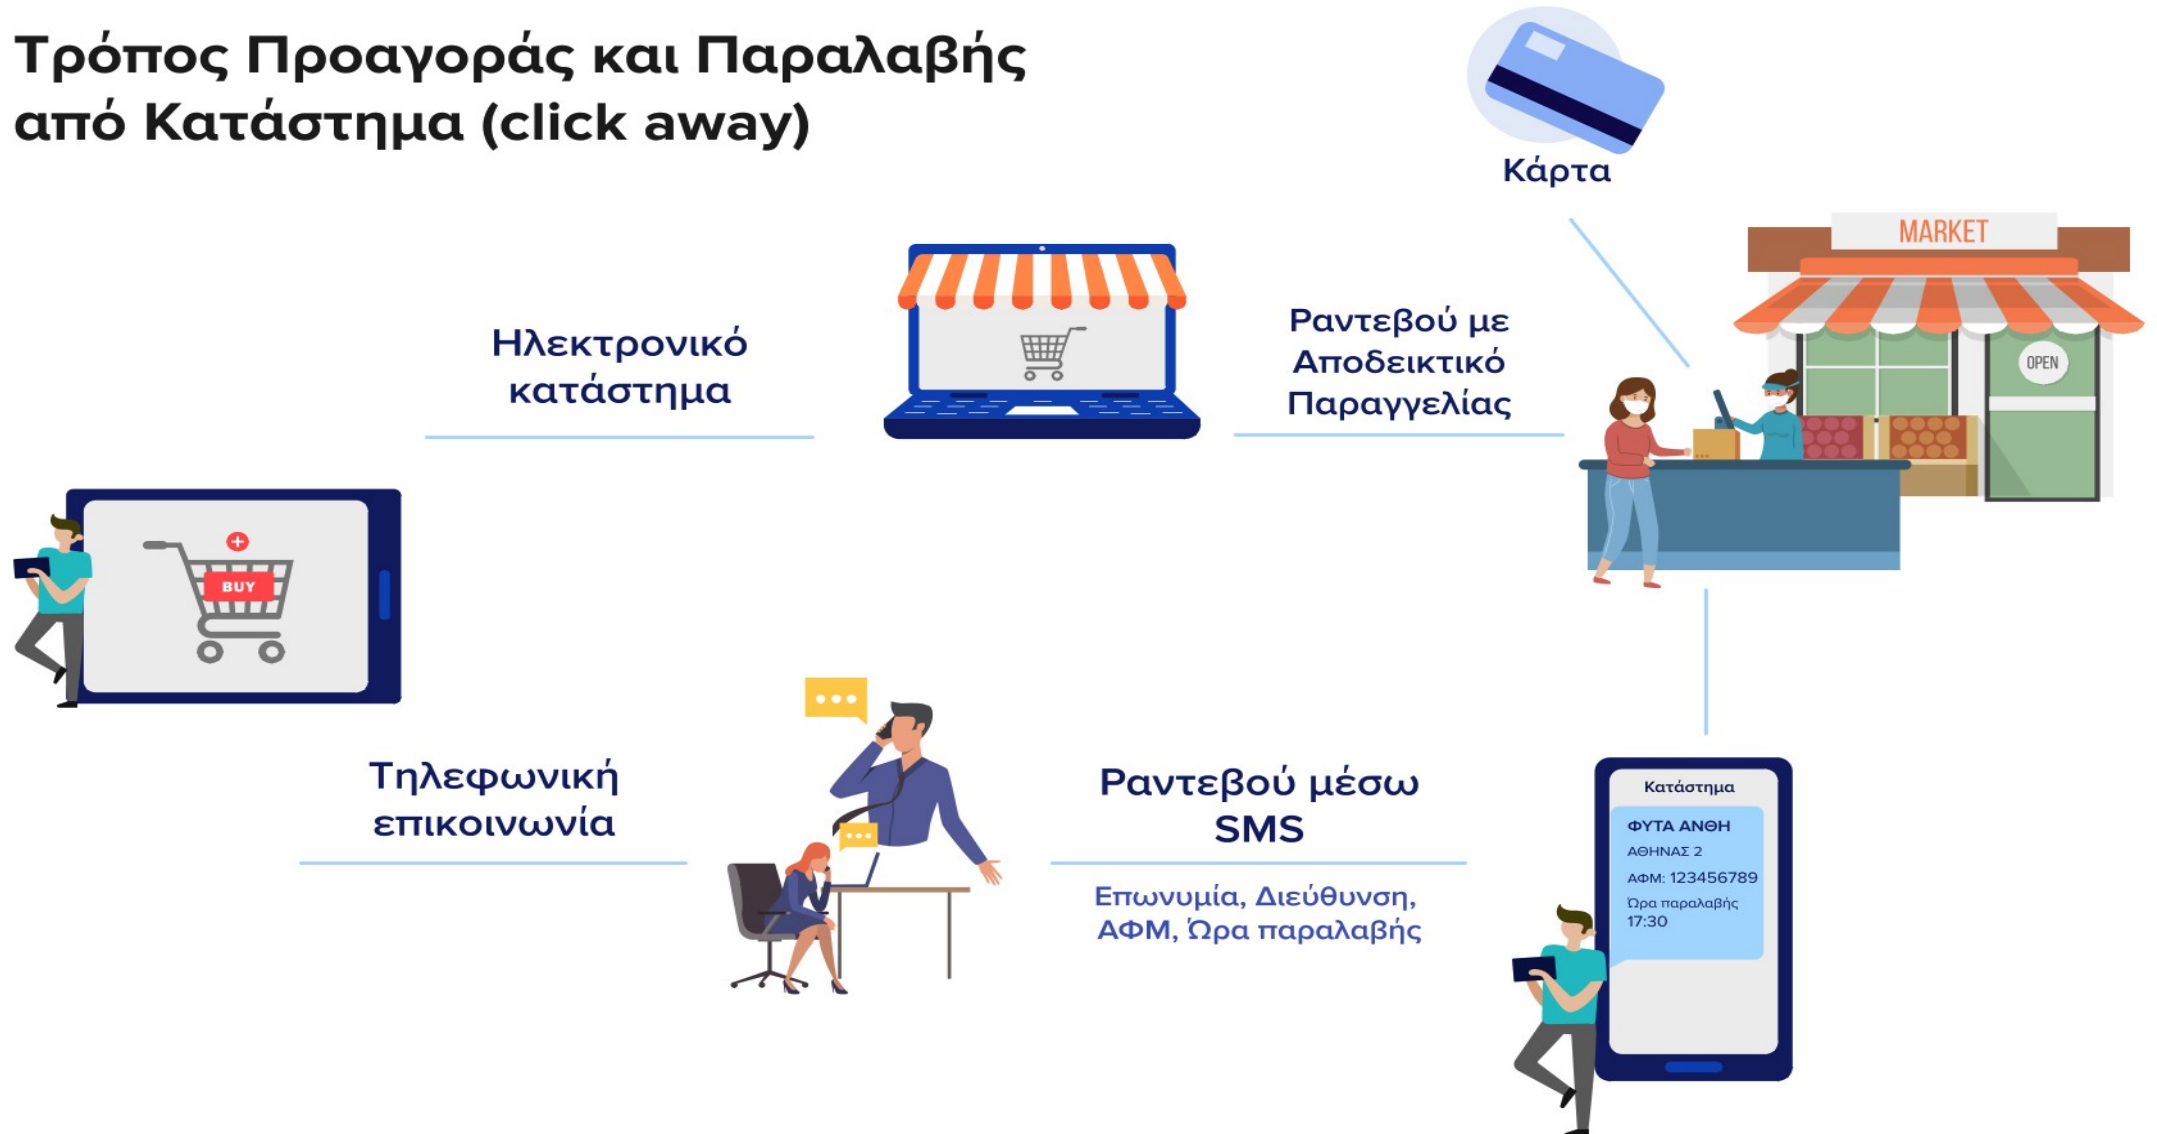 Τρόπος Προαγοράς και Παραλαβής
από Κατάστημα (click away)
Κάρτα
MARKET
OPEN
Ηλεκτρονικό
κατάστημα
Ραντεβού με
Αποδεικτικό
Παραγγελίας
BUY
Τηλεφωνική
επικοινωνία
Ραντεβού μέσω
SMS
Επωνυμία, Διεύθυνση,
ΑΦΜ, Ώρα παραλαβής
Κατάστημα
ΦΥΤΑ ΑΝΘΗ
ΑΘΗΝΑΣ 2
ΑΦΜ: 123456789
Ώρα παραλαβής
17:30